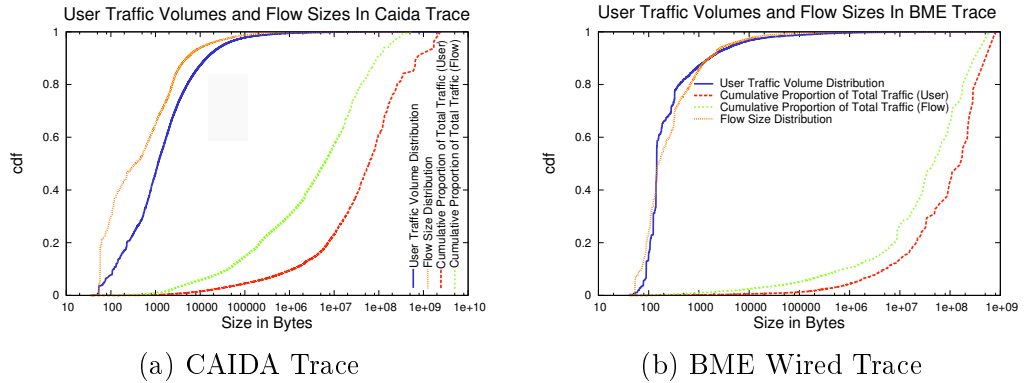 User Traffic Volumes and Flow Sizes In Caida Trace
1
0.8
0.6
0.4
0.2
0
cdf
10 100 1000 10000 100000 1e+06 1e+07 1e+08 1e+09 1e+10
Size in Bytes
User Traffic Volume Distribution
Flow Size Distribution
Cumulative Proportion of Total Traffic (User)
Cumulative Proportion of Total Traffic (Flow)
(a) CAIDA Trace
User Traffic Volumes and Flow Sizes In BME Trace
1
0.8
0.6
0.4
0.2
0
cdf
User Traffic Volume Distribution
Cumulative Proportion of Total Traffic (User)
Cumulative Proportion of Total Traffic (Flow)
Flow Size Distribution
10 100 1000 10000 100000 1e+06 1e+07 1e+08 1e+09
Size in Bytes
(b) BME Wired Trace